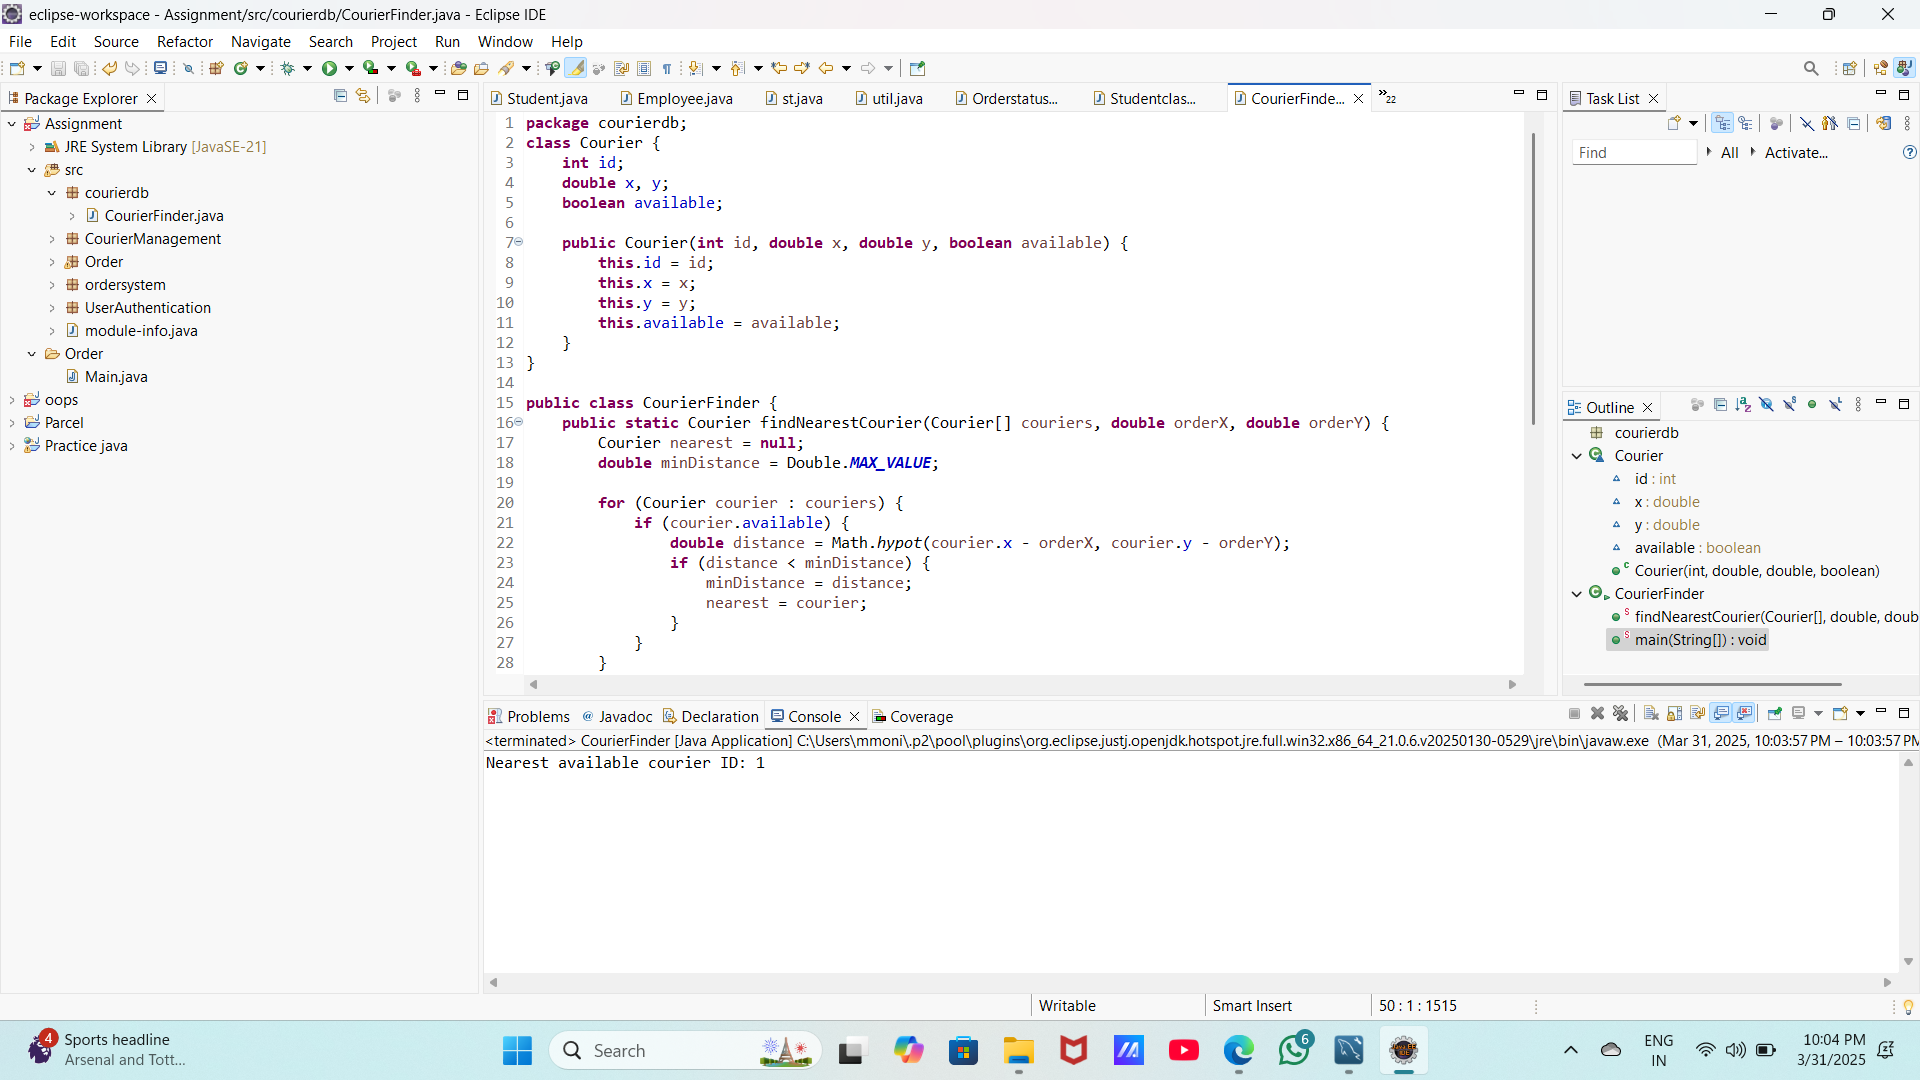 eclipse-workspace - Assignment/src/courierdb/CourierFinder.java - Eclipse IDE
File Edit Source Refactor Navigate Search Project Run Window Help
Package Explorer
Assignment
JRE System Library [JavaSE-21]
src
courierdb
CourierFinder.java
CourierManagement
Order
ordersystem
UserAuthentication
module-info.java
Order
Main.java
oops
Parcel
Practice java
Student.java Employee.java st.java util.java Orderstatus... Studentclas... CourierFinde... »22
1 package courierdb;
2 class Courier {
3 int id;
4 double x, y;
5 boolean available;
6
7 public Courier(int id, double x, double y, boolean available) {
8 this.id = id;
9 this.x = x;
10 this.y = y;
11 this.available = available;
12 }
13 }
14
15 public class CourierFinder {
16 public static Courier findNearestCourier(Courier[] couriers, double orderX, double orderY) {
17 Courier nearest = null;
18 double minDistance = Double.MAX_VALUE;
19
20 for (Courier courier : couriers) {
21 if (courier.available) {
22 double distance = Math.hypot(courier.x - orderX, courier.y - orderY);
23 if (distance < minDistance) {
24 minDistance = distance;
25 nearest = courier;
26 }
27 }
28 }
Task List
Find All Activate...
Outline
courierdb
Courier
id : int
x : double
y : double
available : boolean
Courier(int, double, double, boolean)
CourierFinder
findNearestCourier(Courier[], double, doub
main(String[]) : void
Problems @ Javadoc Declaration Console Coverage
<terminated> CourierFinder [Java Application] C:\Users\mmoni\.p2\pool\plugins\org.eclipse.justj.openjdk.hotspot.jre.full.win32.x86_64_21.0.6.v20250130-0529\jre\bin\javaw.exe (Mar 31, 2025, 10:03:57 PM – 10:03:57 PM
Nearest available courier ID: 1
Writable Smart Insert 50 : 1 : 1515
4
Sports headline
Arsenal and Tott...
Search
6
ENG
IN
10:04 PM
3/31/2025